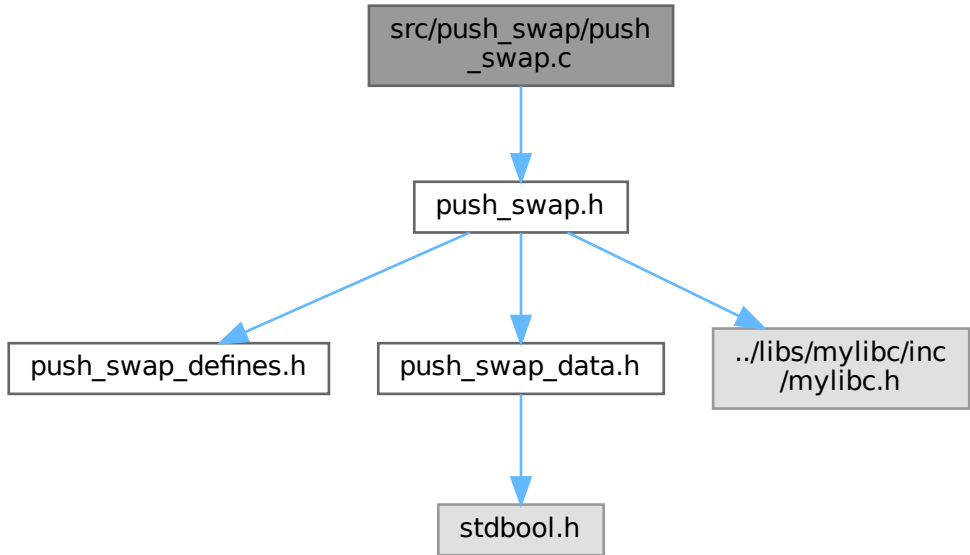 src/push_swap/push
_swap.c
push_swap.h
push_swap_defines.h
push_swap_data.h
../libs/mylibc/inc
/mylibc.h
stdbool.h